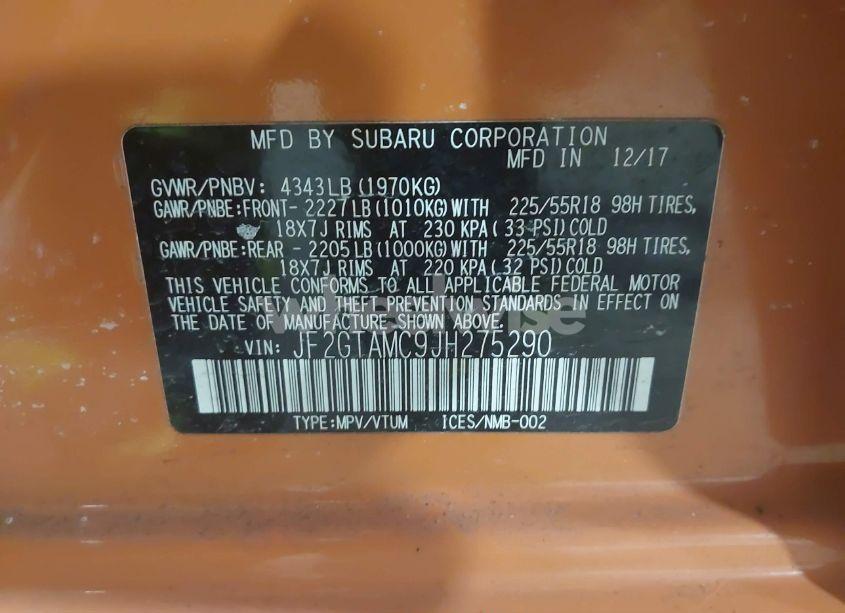 MFD BY SUBARU CORPORATION
MFD IN 12/17
GVWR/PNBV: 4343LB(1970KG)
GAWR/PNBE:FRONT- 2227LB(1010KG)WITH 225/55R18 98H TIRES,
18X7J RIMS AT 230 KPA( 33 PSI)COLD
GAWR/PNBE:REAR - 2205LB(1000KG)WITH 225/55R18 98H TIRES,
18X7J RIMS AT 220 KPA( 32 PSI)COLD
THIS VEHICLE CONFORMS TO ALL APPLICABLE FEDERAL MOTOR
VEHICLE SAFETY AND THEFT PREVENTION STANDARDS IN EFFECT ON
THE DATE OF MANUFACTURE SHOWN ABOVE.
VIN: JF2GTAMC9JH275290
TYPE:MPV/VTUM ICES/NMB-002